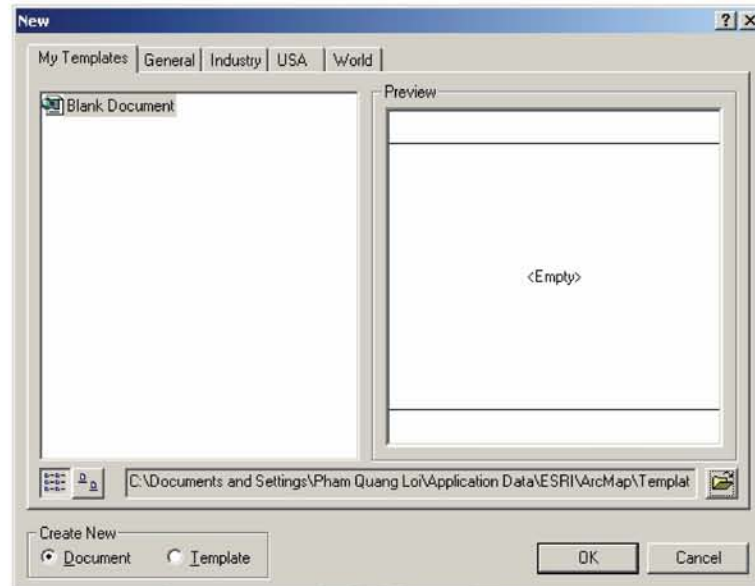 New
My Templates General Industry USA World
Blank Document
Preview
<Empty>
C:\Documents and Settings\Pham Quang Loi\Application Data\ESRI\ArcMap\Templat
Create New
Document Template
OK Cancel